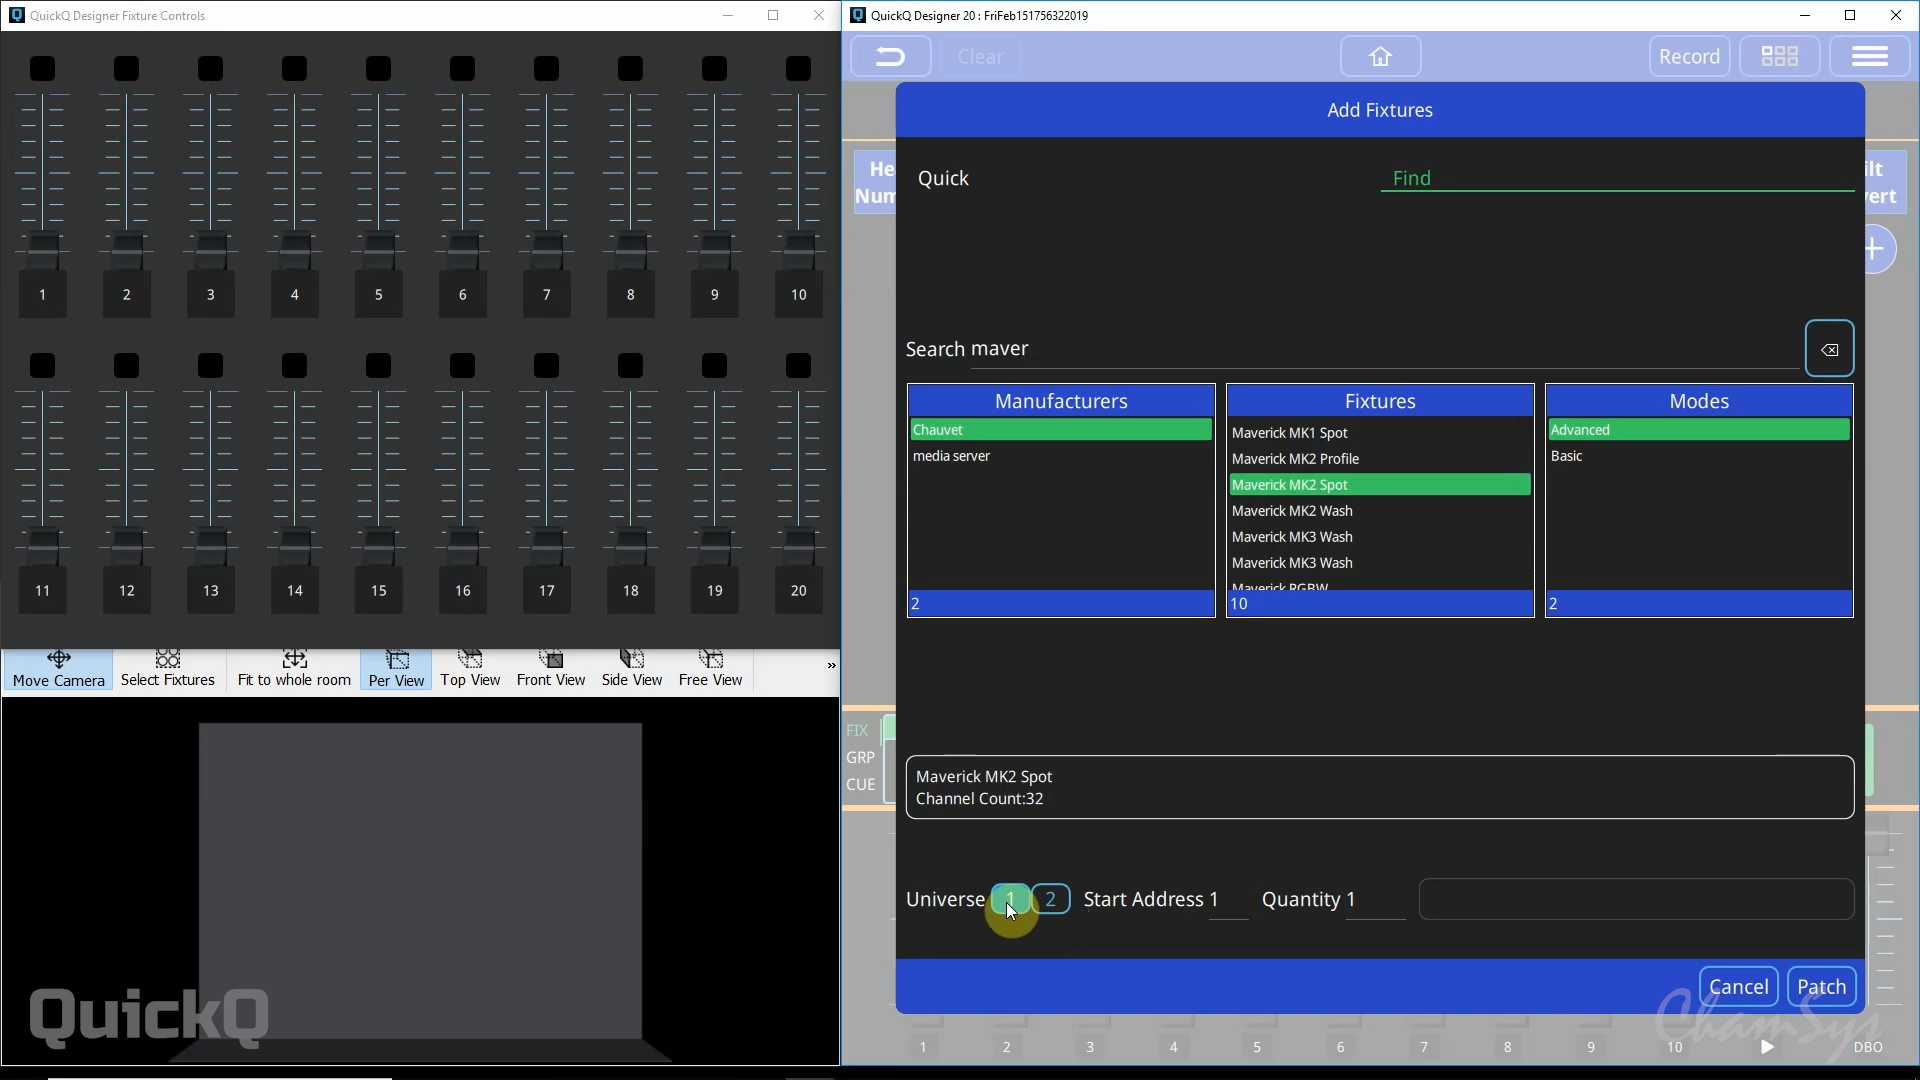 QuickQ Designer Fixture Controls
1 2 3 4 5 6 7 8 9 10
11 12 13 14 15 16 17 18 19 20
Move Camera Select Fixtures Fit to whole room Per View Top View Front View Side View Free View »
QuickQ
QuickQ Designer 20 : FriFeb151756322019
Clear Record
Add Fixtures
Quick Find
Search maver
Manufacturers
Chauvet
media server
2
Fixtures
Maverick MK1 Spot
Maverick MK2 Profile
Maverick MK2 Spot
Maverick MK2 Wash
Maverick MK3 Wash
Maverick MK3 Wash
Maverick RGBW
10
Modes
Advanced
Basic
2
Maverick MK2 Spot
Channel Count:32
Universe 1 2 Start Address 1 Quantity 1
Cancel Patch
FIX
GRP
CUE
1 2 3 4 5 6 7 8 9 10 DBO
ChamSys